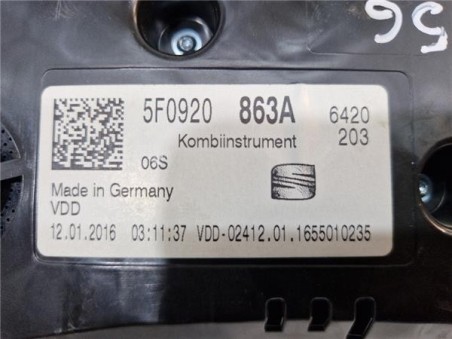 56
5F0920 863A 6420
Kombiinstrument 203
06S
Made in Germany
VDD
12.01.2016 03:11:37 VDD-02412.01.1655010235